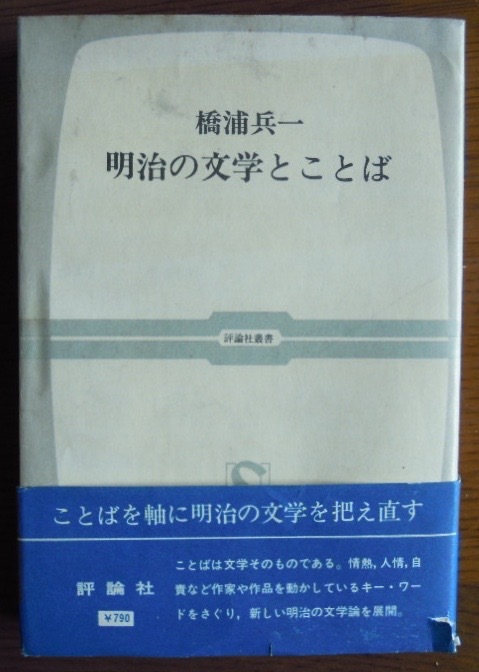 橋浦兵一
明治の文学とことば
評論社叢書
S
ことばを軸に明治の文学を把え直す
評論社
¥790
ことばは文学そのものである。情熱,人情,自
責など作家や作品を動かしているキー・ワー
ドをさぐり,新しい明治の文学論を展開。